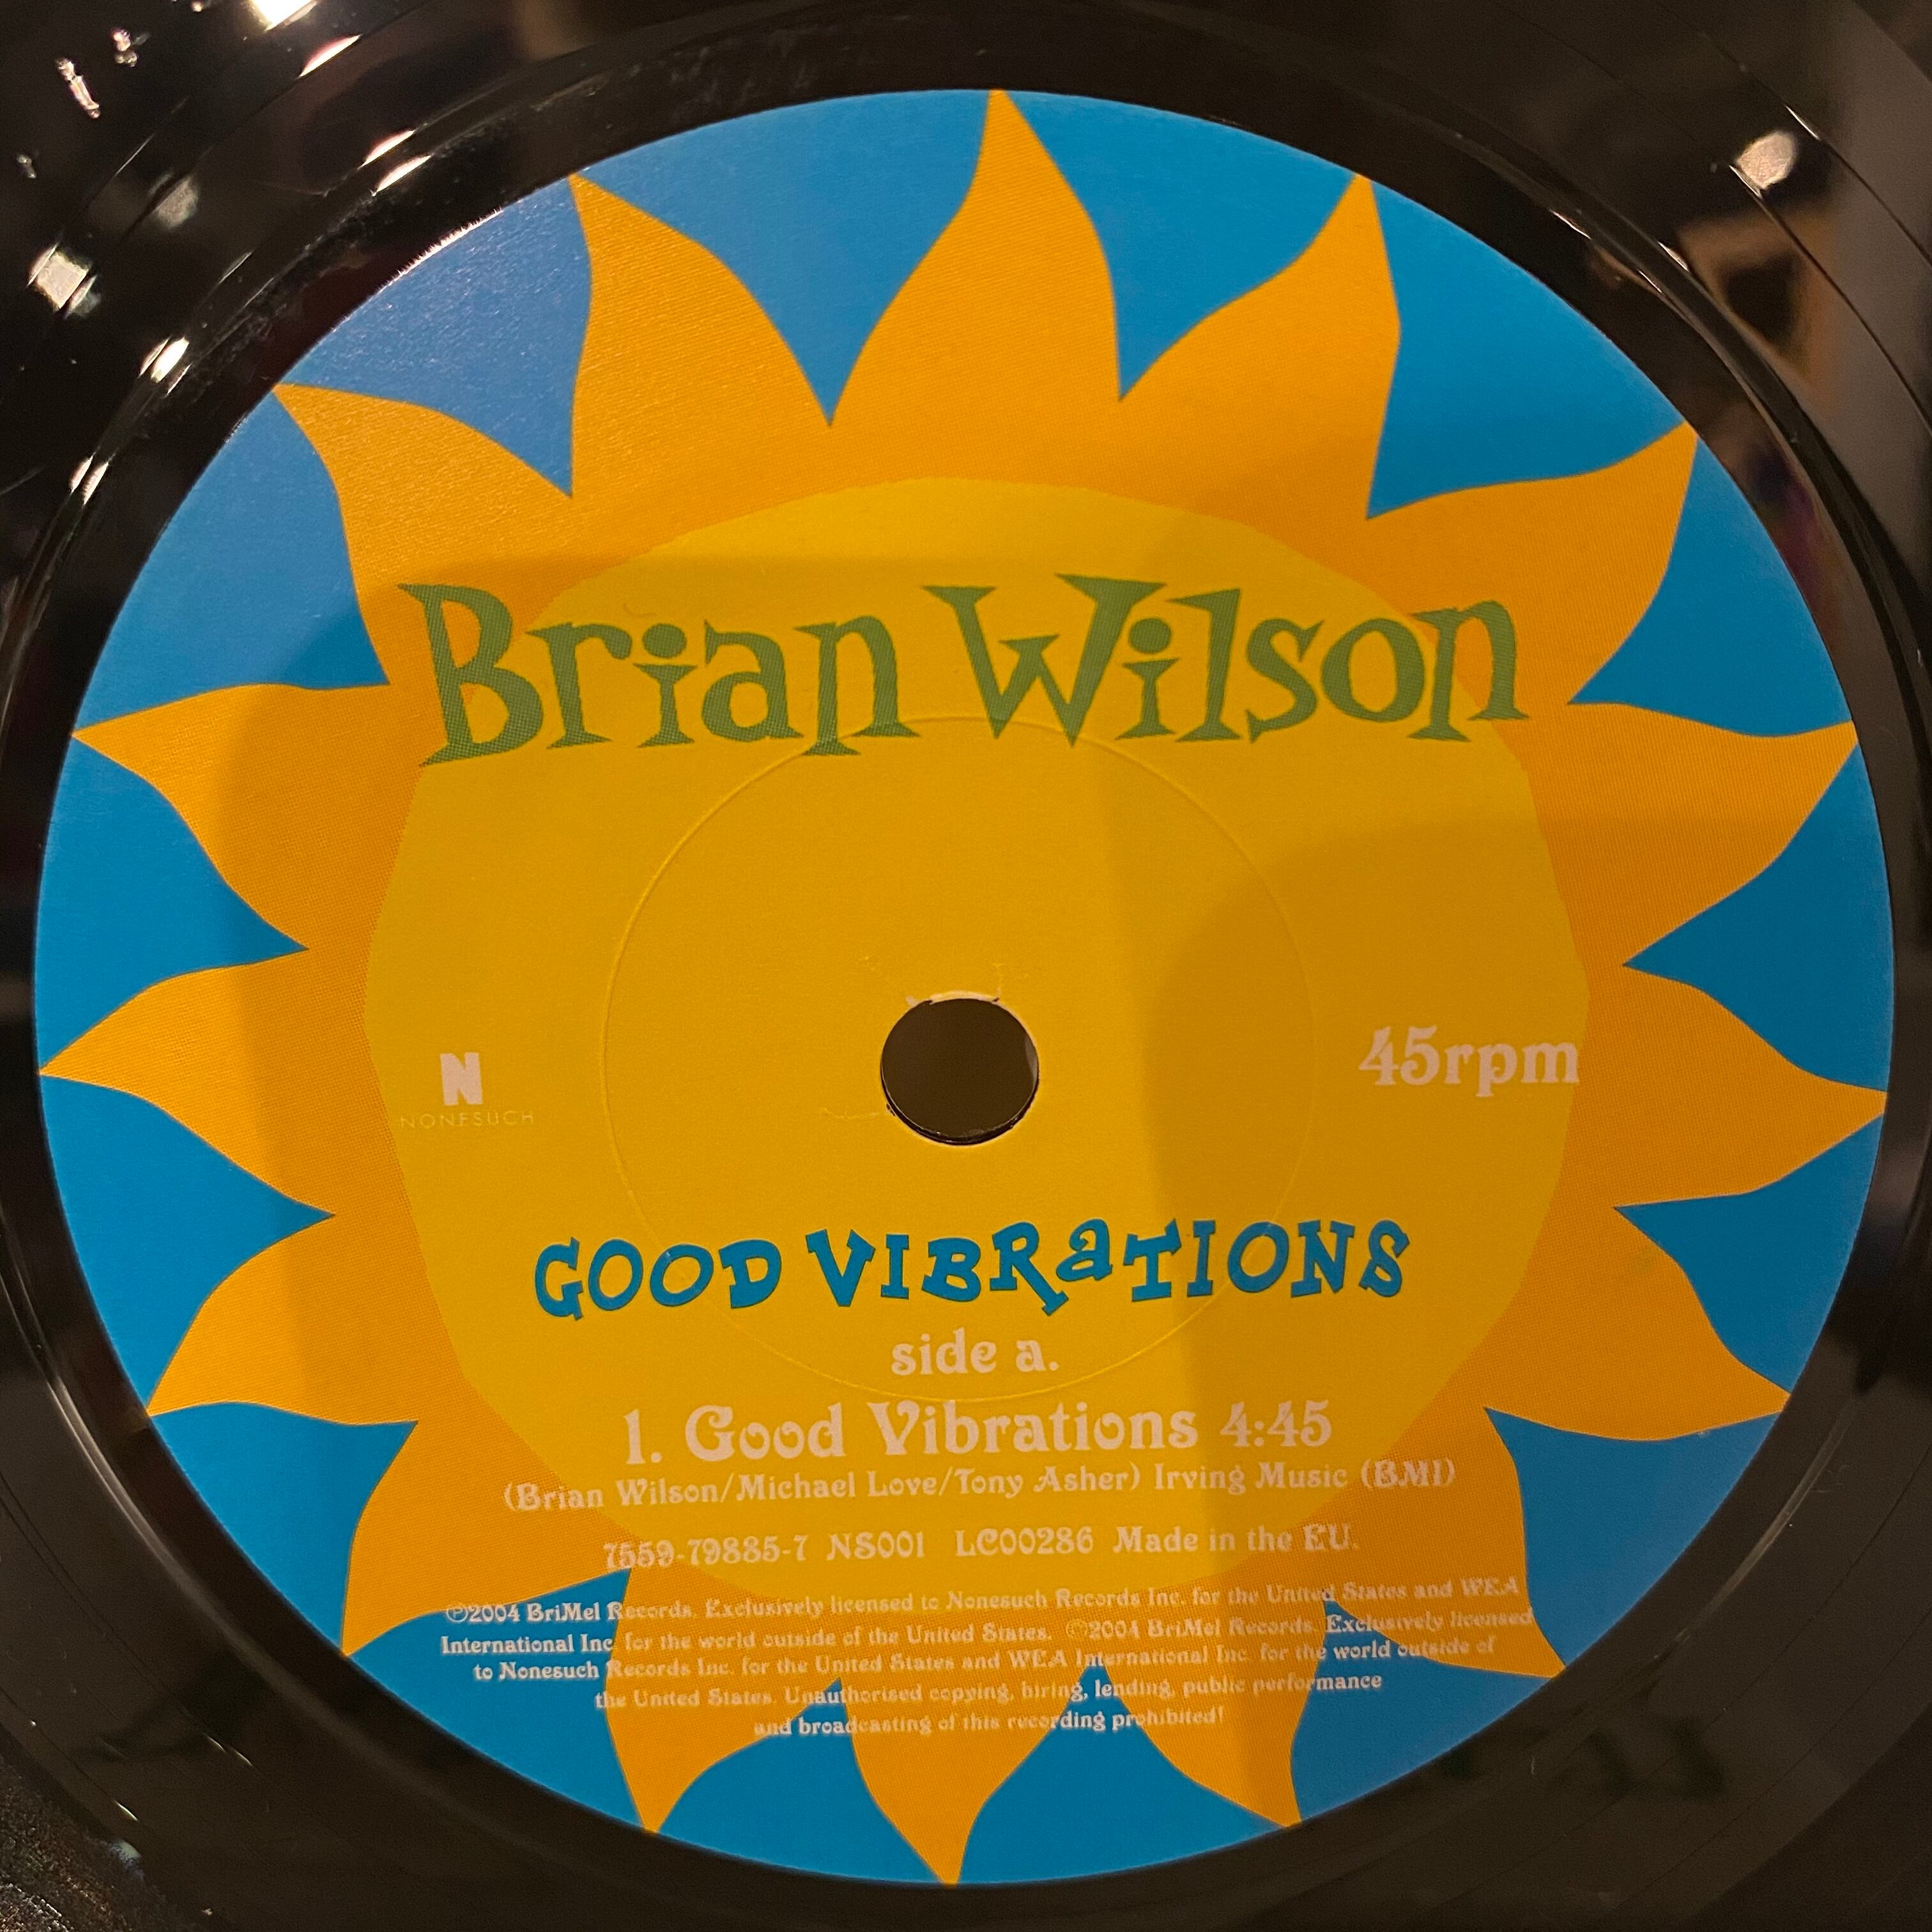 Brian Wilson
N
NONESUCH
45rpm
GOOD VIBRaTIONS
side a.
1. Good Vibrations 4:45
(Brian Wilson/Michael Love/Tony Asher) Irving Music (BMI)
7559-79885-7 NS001 LC00286 Made in the EU.
℗2004 BriMel Records. Exclusively licensed to Nonesuch Records Inc. for the United States and WEA
International Inc. for the world outside of the United States. ©2004 BriMel Records. Exclusively licensed
to Nonesuch Records Inc. for the United States and WEA International Inc. for the world outside of
the United States. Unauthorised copying, hiring, lending, public performance
and broadcasting of this recording prohibited!